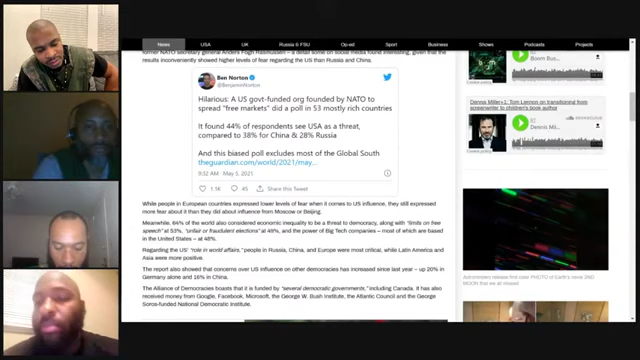 News USA UK Russia & FSU Op-ed Sport Business Shows Podcasts Projects
former NATO secretary general Anders Fogh Rasmussen – a detail some on social media found interesting, given that the
results inconveniently showed higher levels of fear regarding the US than Russia and China.
Ben Norton
@BenjaminNorton
Hilarious: A US govt-funded org founded by NATO to
spread "free markets" did a poll in 53 mostly rich countries
It found 44% of respondents see USA as a threat,
compared to 38% for China & 28% Russia
And this biased poll excludes most of the Global South
theguardian.com/world/2021/may...
9:32 AM · May 5, 2021
1.1K 45 Share this Tweet
While people in European countries expressed lower levels of fear when it comes to US influence, they still expressed
more fear about it than they did about influence from Moscow or Beijing.
Meanwhile, 64% of the world also considered economic inequality to be a threat to democracy, along with "limits on free
speech" at 53%, "unfair or fraudulent elections" at 49%, and the power of Big Tech companies – most of which are based
in the United States – at 48%.
Regarding the US' "role in world affairs," people in Russia, China and Europe were most critical, while Latin America and
Asia were more positive.
The report also showed that concerns over US influence on other democracies has increased since last year – up 20% in
Germany alone and 16% in China.
The Alliance of Democracies boasts that it is funded by "several democratic governments," including Canada. It has also
received money from Google, Facebook, Microsoft, the George W. Bush Institute, the Atlantic Council and the George
Soros-funded National Democratic Institute.
Boom Bus...
Dennis Miller+1: Tom Lennon on transitioning from
screenwriter to children's book author
SOUNDCLOUD
Dennis Mil...
Astronomers release first color PHOTO of Earth's novel 2ND
MOON that we all missed